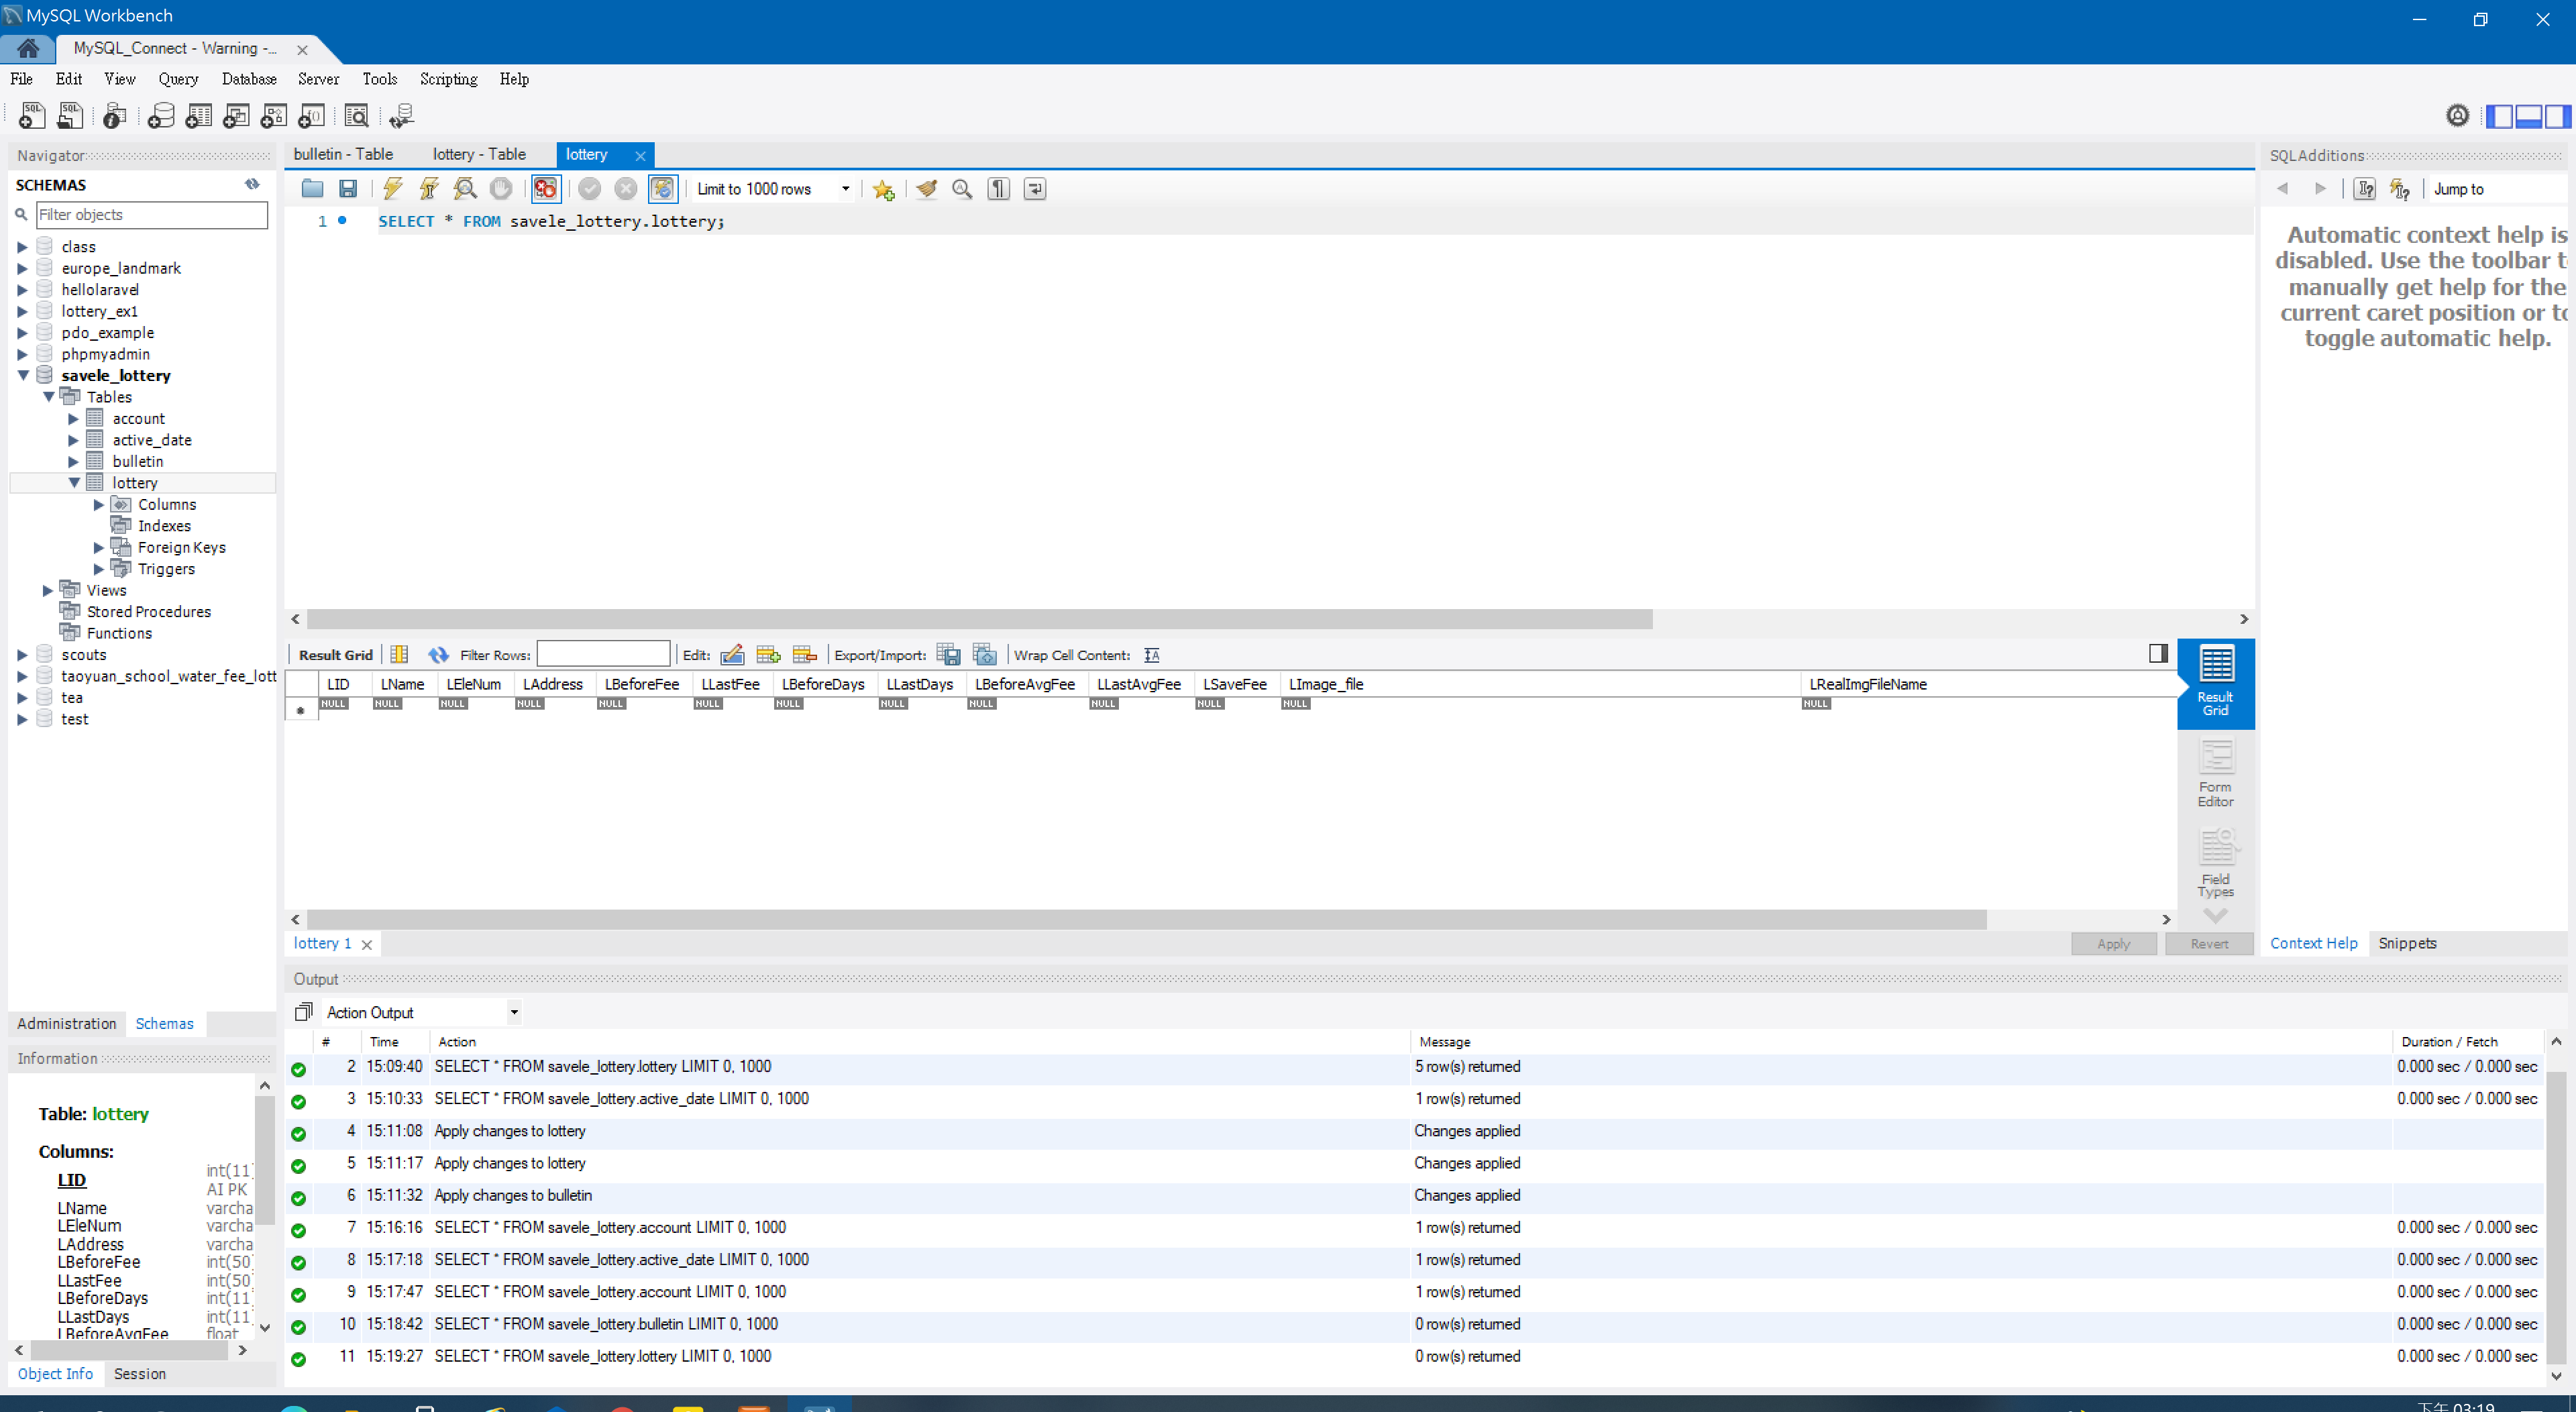 MySQL Workbench
MySQL_Connect - Warning -...
File Edit View Query Database Server Tools Scripting Help
Navigator
SCHEMAS
Filter objects
class
europe_landmark
hellolaravel
lottery_ex1
pdo_example
phpmyadmin
savele_lottery
Tables
account
active_date
bulletin
lottery
Columns
Indexes
Foreign Keys
Triggers
Views
Stored Procedures
Functions
scouts
taoyuan_school_water_fee_lott
tea
test
Administration Schemas
Information
Table: lottery
Columns:
LID int(11) AI PK
LName varcha
LEleNum varcha
LAddress varcha
LBeforeFee int(50)
LLastFee int(50)
LBeforeDays int(11)
LLastDays int(11)
LBeforeAvgFee float
Object Info Session
bulletin - Table lottery - Table lottery
Limit to 1000 rows
1 SELECT * FROM savele_lottery.lottery;
Result Grid Filter Rows: Edit: Export/Import: Wrap Cell Content:
LID LName LEleNum LAddress LBeforeFee LLastFee LBeforeDays LLastDays LBeforeAvgFee LLastAvgFee LSaveFee LImage_file LRealImgFileName
NULL NULL NULL NULL NULL NULL NULL NULL NULL NULL NULL NULL NULL
Result
Grid
Form
Editor
Field
Types
lottery 1 Apply Revert
SQLAdditions
Jump to
Automatic context help is
disabled. Use the toolbar t
manually get help for the
current caret position or to
toggle automatic help.
Context Help Snippets
Output
Action Output
# Time Action Message Duration / Fetch
2 15:09:40 SELECT * FROM savele_lottery.lottery LIMIT 0, 1000 5 row(s) returned 0.000 sec / 0.000 sec
3 15:10:33 SELECT * FROM savele_lottery.active_date LIMIT 0, 1000 1 row(s) returned 0.000 sec / 0.000 sec
4 15:11:08 Apply changes to lottery Changes applied
5 15:11:17 Apply changes to lottery Changes applied
6 15:11:32 Apply changes to bulletin Changes applied
7 15:16:16 SELECT * FROM savele_lottery.account LIMIT 0, 1000 1 row(s) returned 0.000 sec / 0.000 sec
8 15:17:18 SELECT * FROM savele_lottery.active_date LIMIT 0, 1000 1 row(s) returned 0.000 sec / 0.000 sec
9 15:17:47 SELECT * FROM savele_lottery.account LIMIT 0, 1000 1 row(s) returned 0.000 sec / 0.000 sec
10 15:18:42 SELECT * FROM savele_lottery.bulletin LIMIT 0, 1000 0 row(s) returned 0.000 sec / 0.000 sec
11 15:19:27 SELECT * FROM savele_lottery.lottery LIMIT 0, 1000 0 row(s) returned 0.000 sec / 0.000 sec
下午 03:19